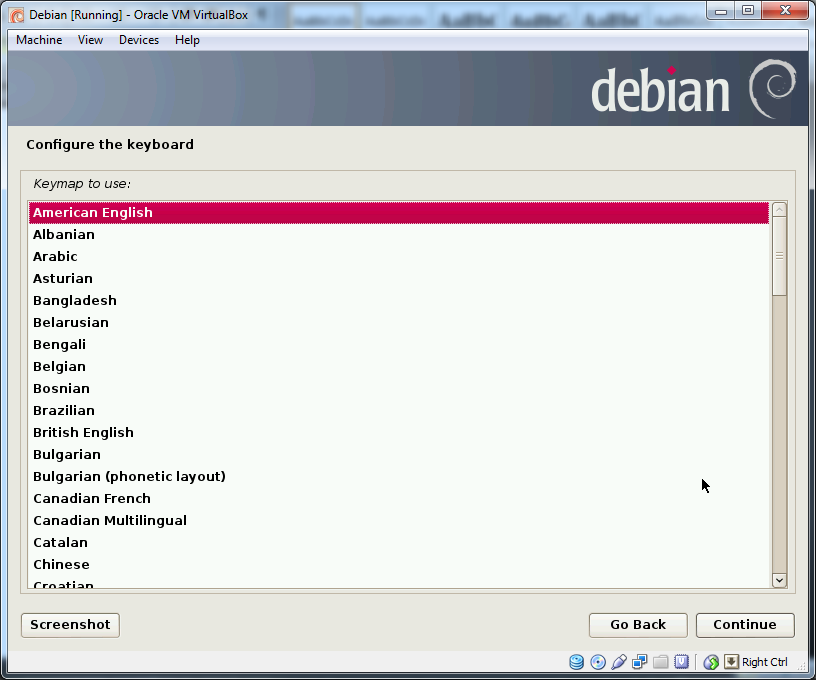 Debian [Running] - Oracle VM VirtualBox
Machine View Devices Help
debian
Configure the keyboard
Keymap to use:
American English
Albanian
Arabic
Asturian
Bangladesh
Belarusian
Bengali
Belgian
Bosnian
Brazilian
British English
Bulgarian
Bulgarian (phonetic layout)
Canadian French
Canadian Multilingual
Catalan
Chinese
Croatian
Screenshot Go Back Continue
Right Ctrl